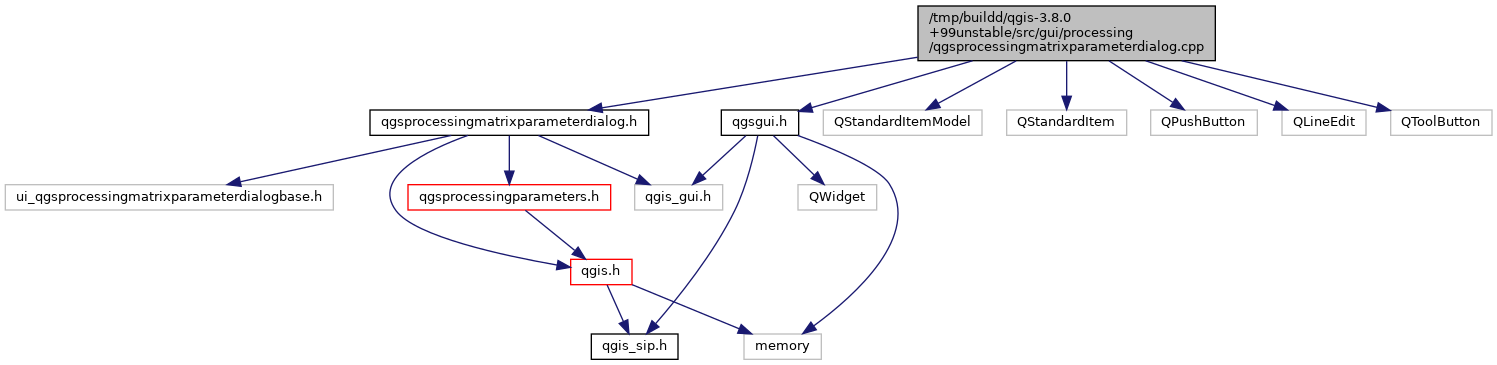 /tmp/buildd/qgis-3.8.0
+99unstable/src/gui/processing
/qgsprocessingmatrixparameterdialog.cpp
qgsprocessingmatrixparameterdialog.h
qgsgui.h
QStandardItemModel
QStandardItem
QPushButton
QLineEdit
QToolButton
ui_qgsprocessingmatrixparameterdialogbase.h
qgsprocessingparameters.h
qgis_gui.h
QWidget
qgis.h
qgis_sip.h
memory